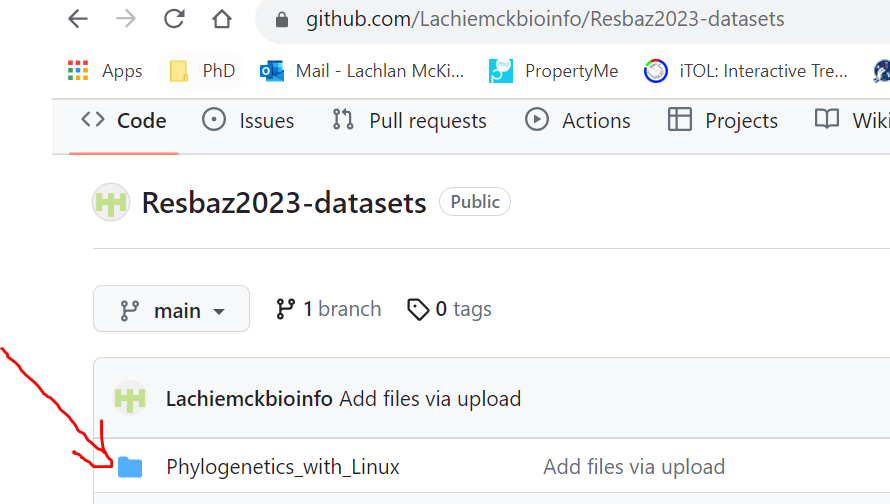 github.com/Lachiemckbioinfo/Resbaz2023-datasets
Apps PhD Mail - Lachlan McKi... PropertyMe iTOL: Interactive Tre...
Code Issues Pull requests Actions Projects Wiki
Resbaz2023-datasets Public
main 1 branch 0 tags
Lachiemckbioinfo Add files via upload
Phylogenetics_with_Linux Add files via upload